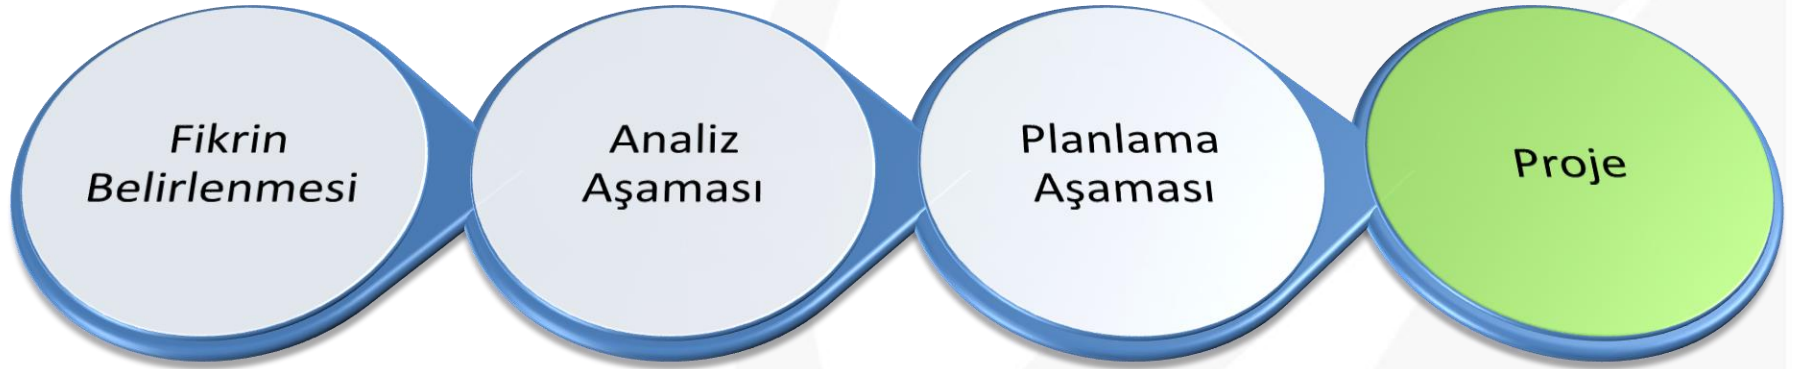 Fikrin
Belirlenmesi
Analiz
Aşaması
Planlama
Aşaması
Proje